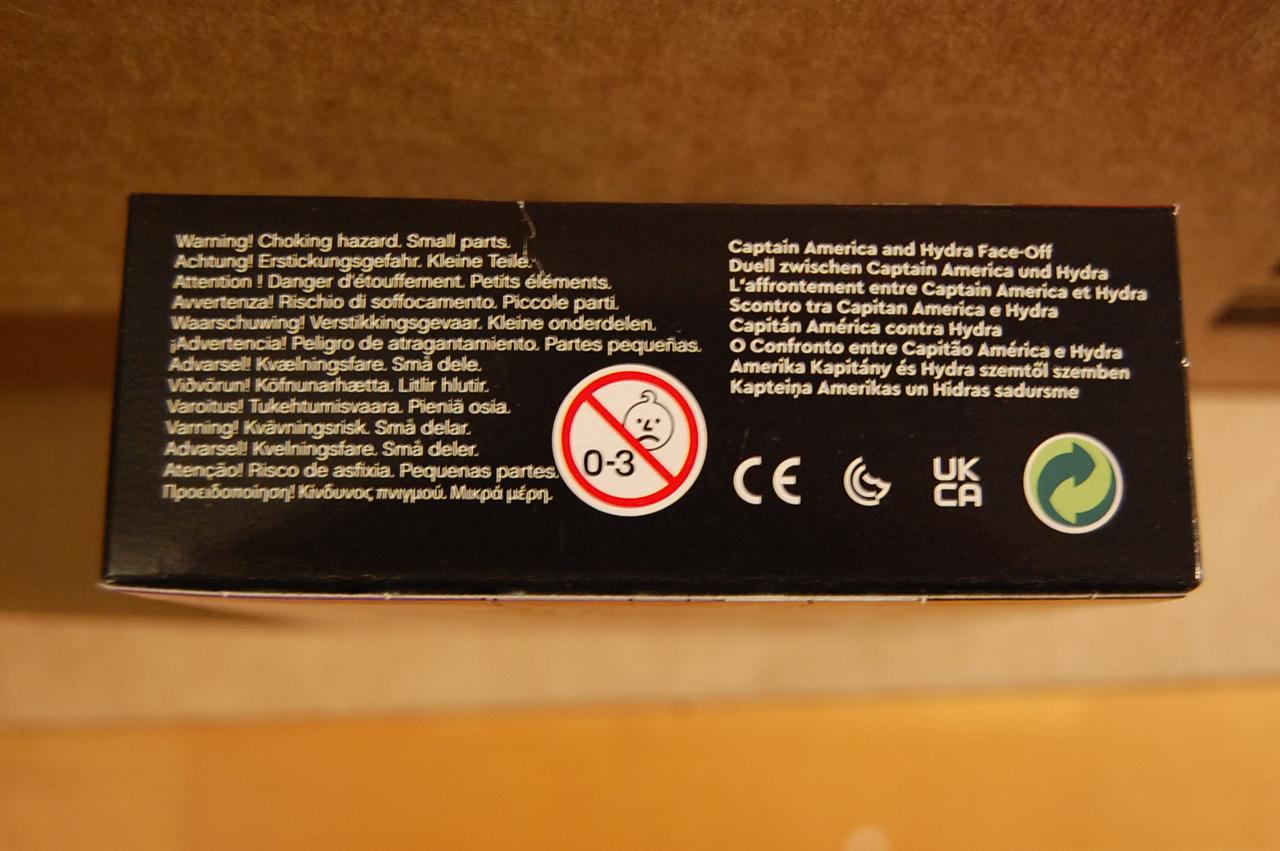 Warning! Choking hazard. Small parts.
Achtung! Erstickungsgefahr. Kleine Teile.
Attention ! Danger d'étouffement. Petits éléments.
Avvertenza! Rischio di soffocamento. Piccole parti.
Waarschuwing! Verstikkingsgevaar. Kleine onderdelen.
¡Advertencia! Peligro de atragantamiento. Partes pequeñas.
Advarsel! Kvælningsfare. Små dele.
Viðvörun! Köfnunarhætta. Litlir hlutir.
Varoitus! Tukehtumisvaara. Pieniä osia.
Varning! Kvävningsrisk. Små delar.
Advarsel! Kvelningsfare. Små deler.
Atenção! Risco de asfixia. Pequenas partes.
Προειδοποίηση! Κίνδυνος πνιγμού. Μικρά μέρη.
0-3
Captain America and Hydra Face-Off
Duell zwischen Captain America und Hydra
L'affrontement entre Captain America et Hydra
Scontro tra Capitan America e Hydra
Capitán América contra Hydra
O Confronto entre Capitão América e Hydra
Amerika Kapitány és Hydra szemtől szemben
Kapteiņa Amerikas un Hidras sadursme
CE
UK
CA